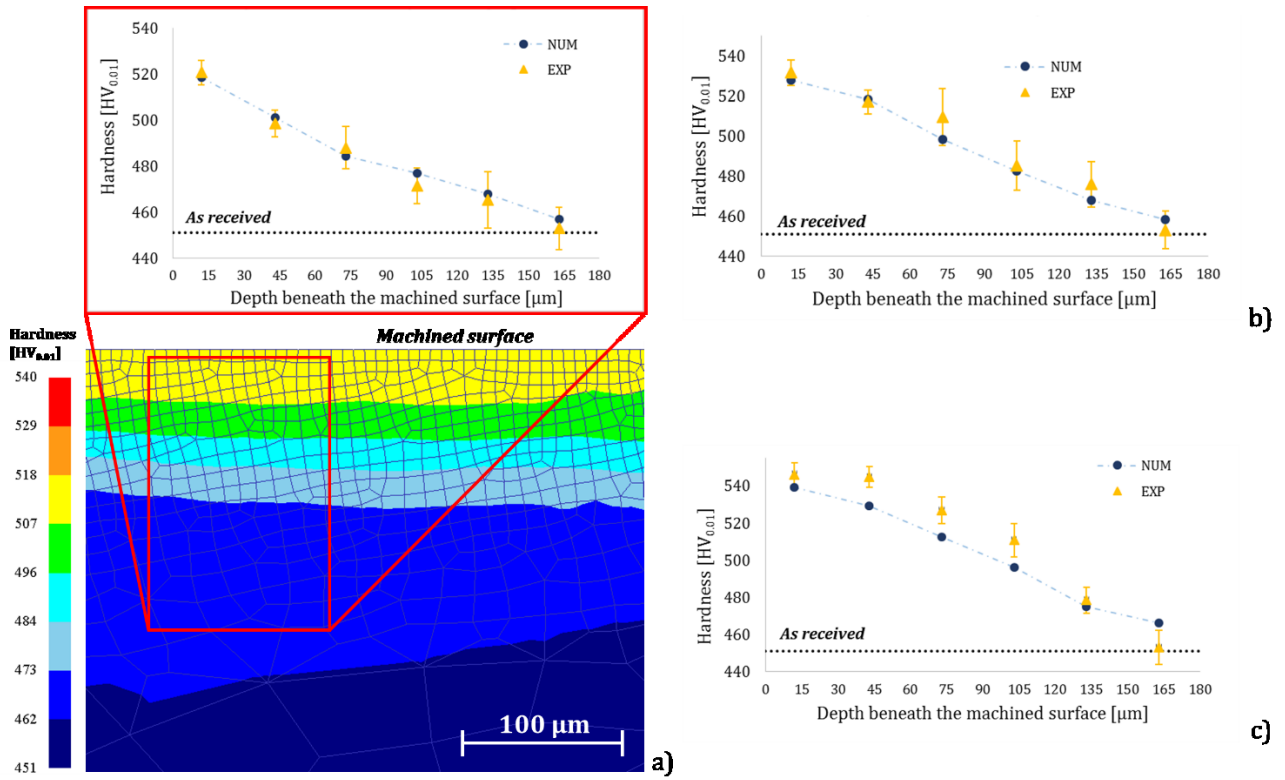 540
520
500
480
460
440
Hardness [HV0.01]
NUM
EXP
As received
0 15 30 45 60 75 90 105 120 135 150 165 180
Depth beneath the machined surface [μm]
Hardness
[HV0.01]
Machined surface
540
529
518
507
496
484
473
462
451
100 μm
a)
540
520
500
480
460
440
Hardness [HV0.01]
NUM
EXP
As received
0 15 30 45 60 75 90 105 120 135 150 165 180
Depth beneath the machined surface [μm]
b)
540
520
500
480
460
440
Hardness [HV0.01]
NUM
EXP
As received
0 15 30 45 60 75 90 105 120 135 150 165 180
Depth beneath the machined surface [μm]
c)